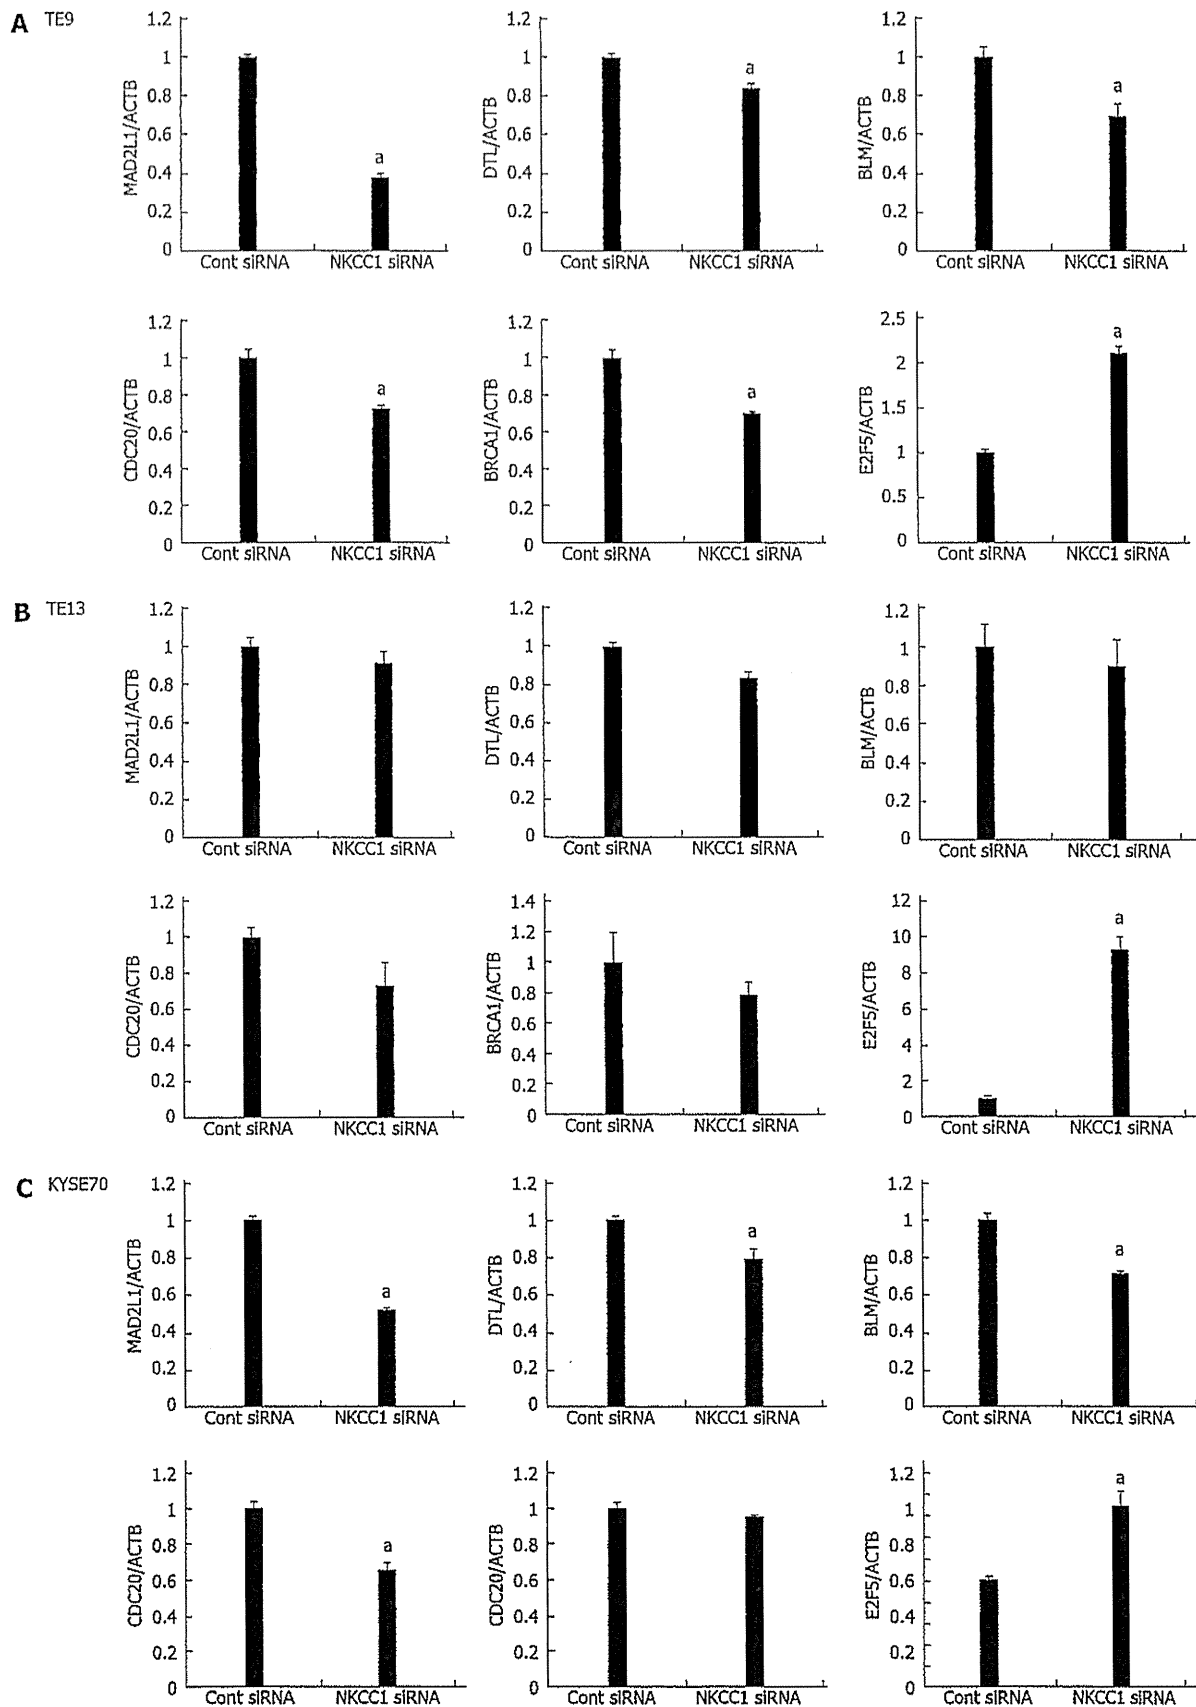 A TE9
1.2 1 0.8 0.6 0.4 0.2 0
MAD2L1/ACTB
a
Cont siRNA NKCC1 siRNA
1.2 1 0.8 0.6 0.4 0.2 0
DTL/ACTB
a
Cont siRNA NKCC1 siRNA
1.2 1 0.8 0.6 0.4 0.2 0
BLM/ACTB
a
Cont siRNA NKCC1 siRNA
1.2 1 0.8 0.6 0.4 0.2 0
CDC20/ACTB
a
Cont siRNA NKCC1 siRNA
1.2 1 0.8 0.6 0.4 0.2 0
BRCA1/ACTB
a
Cont siRNA NKCC1 siRNA
2.5 2 1.5 1 0.5 0
E2F5/ACTB
a
Cont siRNA NKCC1 siRNA
B TE13
1.2 1 0.8 0.6 0.4 0.2 0
MAD2L1/ACTB
Cont siRNA NKCC1 siRNA
1.2 1 0.8 0.6 0.4 0.2 0
DTL/ACTB
Cont siRNA NKCC1 siRNA
1.2 1 0.8 0.6 0.4 0.2 0
BLM/ACTB
Cont siRNA NKCC1 siRNA
1.2 1 0.8 0.6 0.4 0.2 0
CDC20/ACTB
Cont siRNA NKCC1 siRNA
1.4 1.2 1 0.8 0.6 0.4 0.2 0
BRCA1/ACTB
Cont siRNA NKCC1 siRNA
12 10 8 6 4 2 0
E2F5/ACTB
a
Cont siRNA NKCC1 siRNA
C KYSE70
1.2 1 0.8 0.6 0.4 0.2 0
MAD2L1/ACTB
a
Cont siRNA NKCC1 siRNA
1.2 1 0.8 0.6 0.4 0.2 0
DTL/ACTB
a
Cont siRNA NKCC1 siRNA
1.2 1 0.8 0.6 0.4 0.2 0
BLM/ACTB
a
Cont siRNA NKCC1 siRNA
1.2 1 0.8 0.6 0.4 0.2 0
CDC20/ACTB
a
Cont siRNA NKCC1 siRNA
1.2 1 0.8 0.6 0.4 0.2 0
CDC20/ACTB
Cont siRNA NKCC1 siRNA
1.2 1 0.8 0.6 0.4 0.2 0
E2F5/ACTB
a
Cont siRNA NKCC1 siRNA